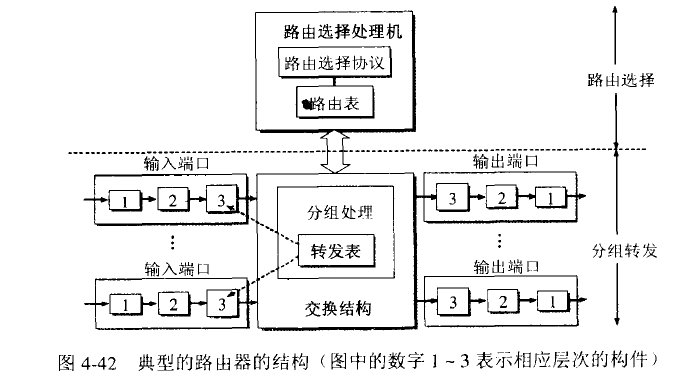 路由选择处理机
路由选择协议
路由表
路由选择
输入端口
输出端口
1 2 3
3 2 1
分组处理
转发表
交换结构
分组转发
⋮
⋮
输入端口
输出端口
1 2 3
3 2 1
图 4-42 典型的路由器的结构（图中的数字 1 ~ 3 表示相应层次的构件）